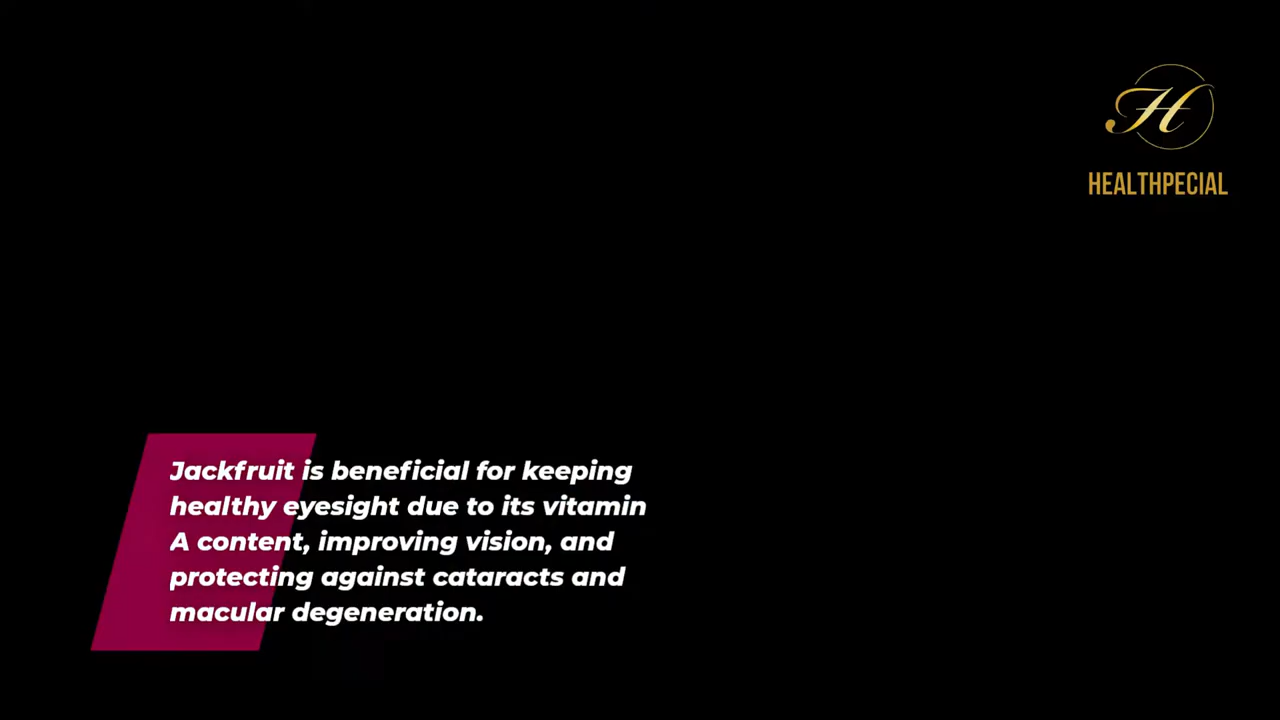 H
HEALTHPECIAL
Jackfruit is beneficial for keeping
healthy eyesight due to its vitamin
A content, improving vision, and
protecting against cataracts and
macular degeneration.